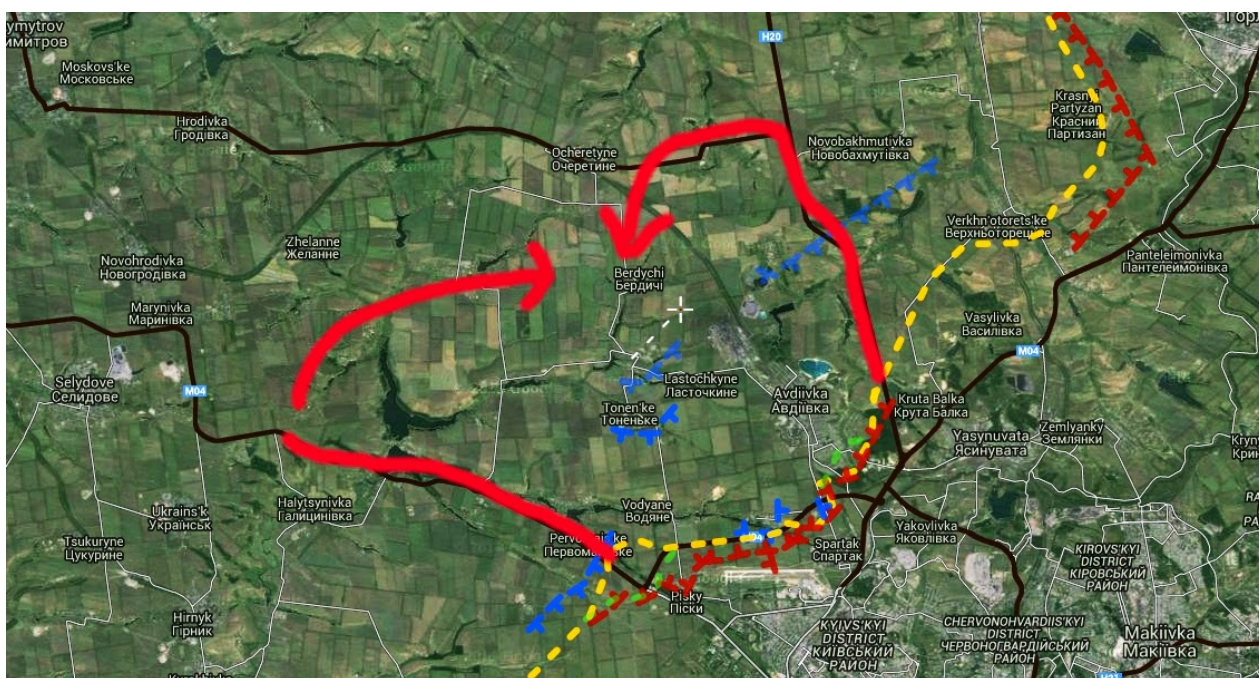 ymytrov
имитров
Moskovs'ke
Московське
H20
Гор
Krasnyi
Partyzan
Красний
Партизан
Hrodivka
Гродівка
Ocheretyne
Очеретине
Novobakhmutivka
Новобахмутівка
Verkhn'otorets'ke
Верхньоторецьке
Zhelanne
Желанне
Novohrodivka
Новогродівка
Berdychi
Бердичі
Panteleimonivka
Пантелеймонівка
Marynivka
Маринівка
Vasylivka
Василівка
M04
M04
Selydove
Селидове
Lastochkyne
Ласточкине
Avdiivka
Авдіївка
Kruta Balka
Крута Балка
Tonen'ke
Тоненьке
Yasynuvata
Ясинувата
Zemlyanky
Землянки
Halytsynivka
Галицинівка
Ukrains'k
Українськ
Vodyane
Водяне
Tsukuryne
Цукурине
Первомайське
Spartak
Спартак
Yakovlivka
Яковлівка
KIROVS'KYI
DISTRICT
КІРОВСЬКИЙ
РАЙОН
Pisky
Піски
Hirnyk
Гірник
KYIVS'KYI
DISTRICT
КИЇВСЬКИЙ
РАЙОН
CHERVONOHVARDIIS'KYI
DISTRICT
ЧЕРВОНОГВАРДІЙСЬКИЙ
РАЙОН
Makiivka
Макіївка